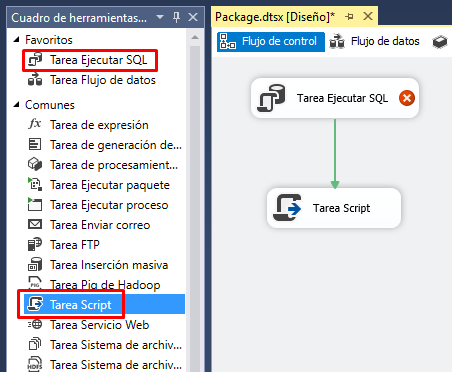 Cuadro de herramientas...
Favoritos
Tarea Ejecutar SQL
Tarea Flujo de datos
Comunes
fx Tarea de expresión
Tarea de generación de...
Tarea de procesamient...
Tarea Ejecutar paquete
Tarea Ejecutar proceso
Tarea Enviar correo
Tarea FTP
Tarea Inserción masiva
Tarea Pig de Hadoop
Tarea Script
Tarea Servicio Web
Tarea Sistema de archiv...
HDFS Tarea Sistema de archiv...
Package.dtsx [Diseño]*
Flujo de control
Flujo de datos
Tarea Ejecutar SQL
Tarea Script